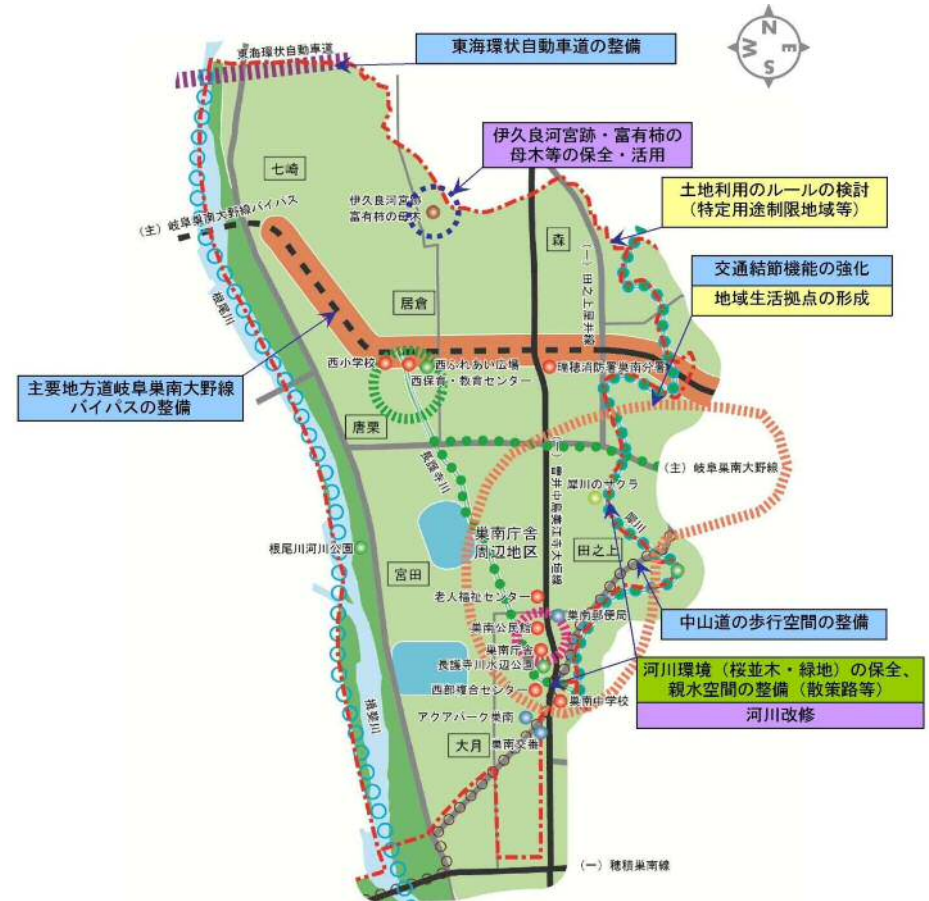 N
E
S
W
東海環状自動車道
東海環状自動車道の整備
伊久良河宮跡・富有柿の
母木等の保全・活用
七崎
伊久良河宮跡
富有柿の母木
土地利用のルールの検討
（特定用途制限地域等）
（主）岐阜巣南大野線バイパス
森
（一）田之上屋井線
交通結節機能の強化
地域生活拠点の形成
根尾川
居倉
西小学校
西ふれあい広場
西保育・教育センター
瑞穂消防署巣南分署
主要地方道岐阜巣南大野線
バイパスの整備
唐栗
長護寺川
（主）岐阜巣南大野線
犀川のサクラ
犀川
巣南庁舎
周辺地区
田之上
根尾川河川公園
宮田
老人福祉センター
巣南郵便局
中山道の歩行空間の整備
巣南公民館
巣南庁舎
長護寺川水辺公園
河川環境（桜並木・緑地）の保全、
親水空間の整備（散策路等）
河川改修
西部複合センター
巣南中学校
揖斐川
アクアパーク巣南
大月
巣南交番
（一）穂積巣南線